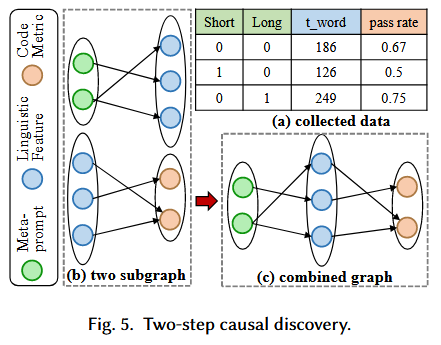 Code
Metric
Linguistic
Feature
Meta-
prompt
Short Long t_word pass rate
0 0 186 0.67
1 0 126 0.5
0 1 249 0.75
(a) collected data
(b) two subgraph
(c) combined graph
Fig. 5. Two-step causal discovery.